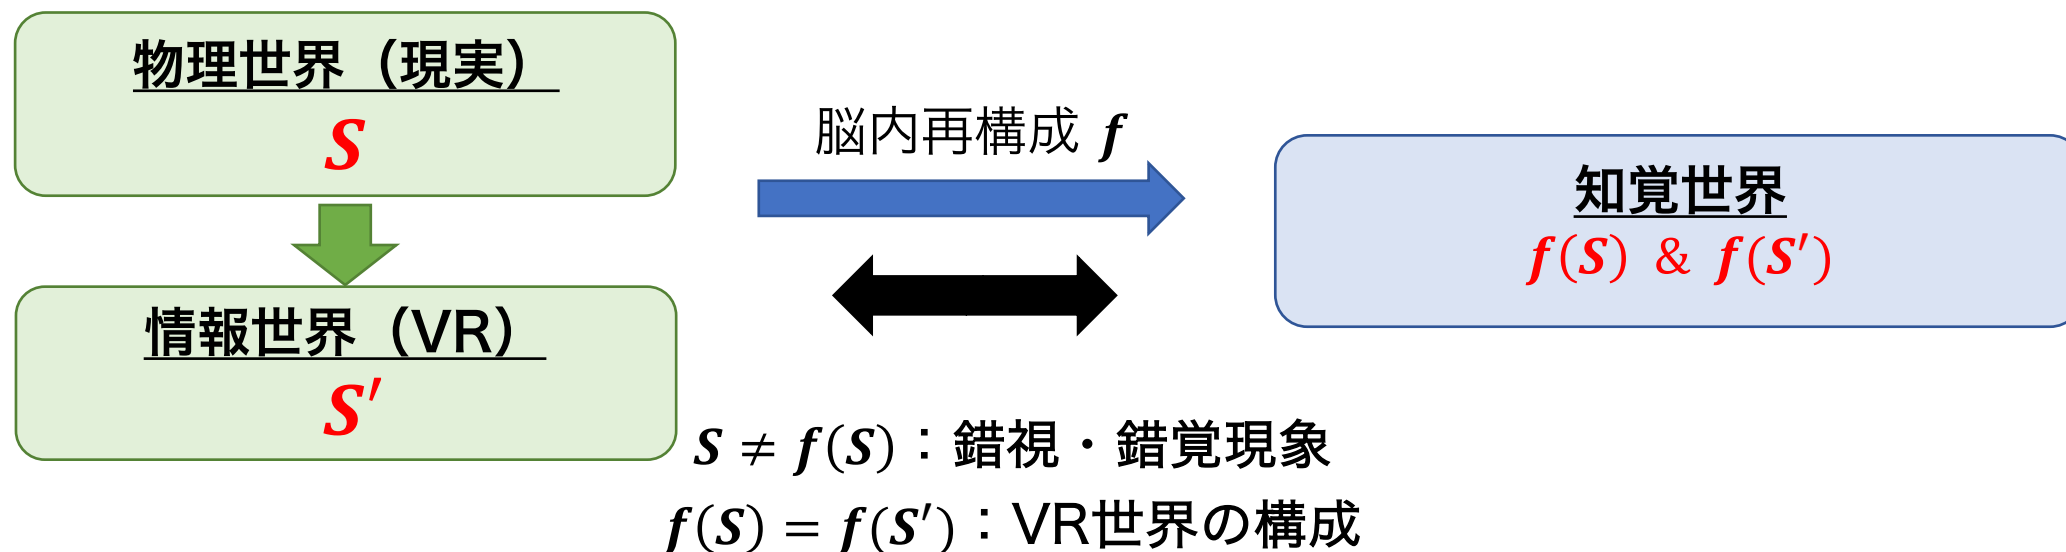 物理世界（現実）
S
情報世界（VR）
S′
脳内再構成 f
知覚世界
f(S) & f(S′)
S ≠ f(S)：錯視・錯覚現象
f(S) = f(S′)：VR世界の構成